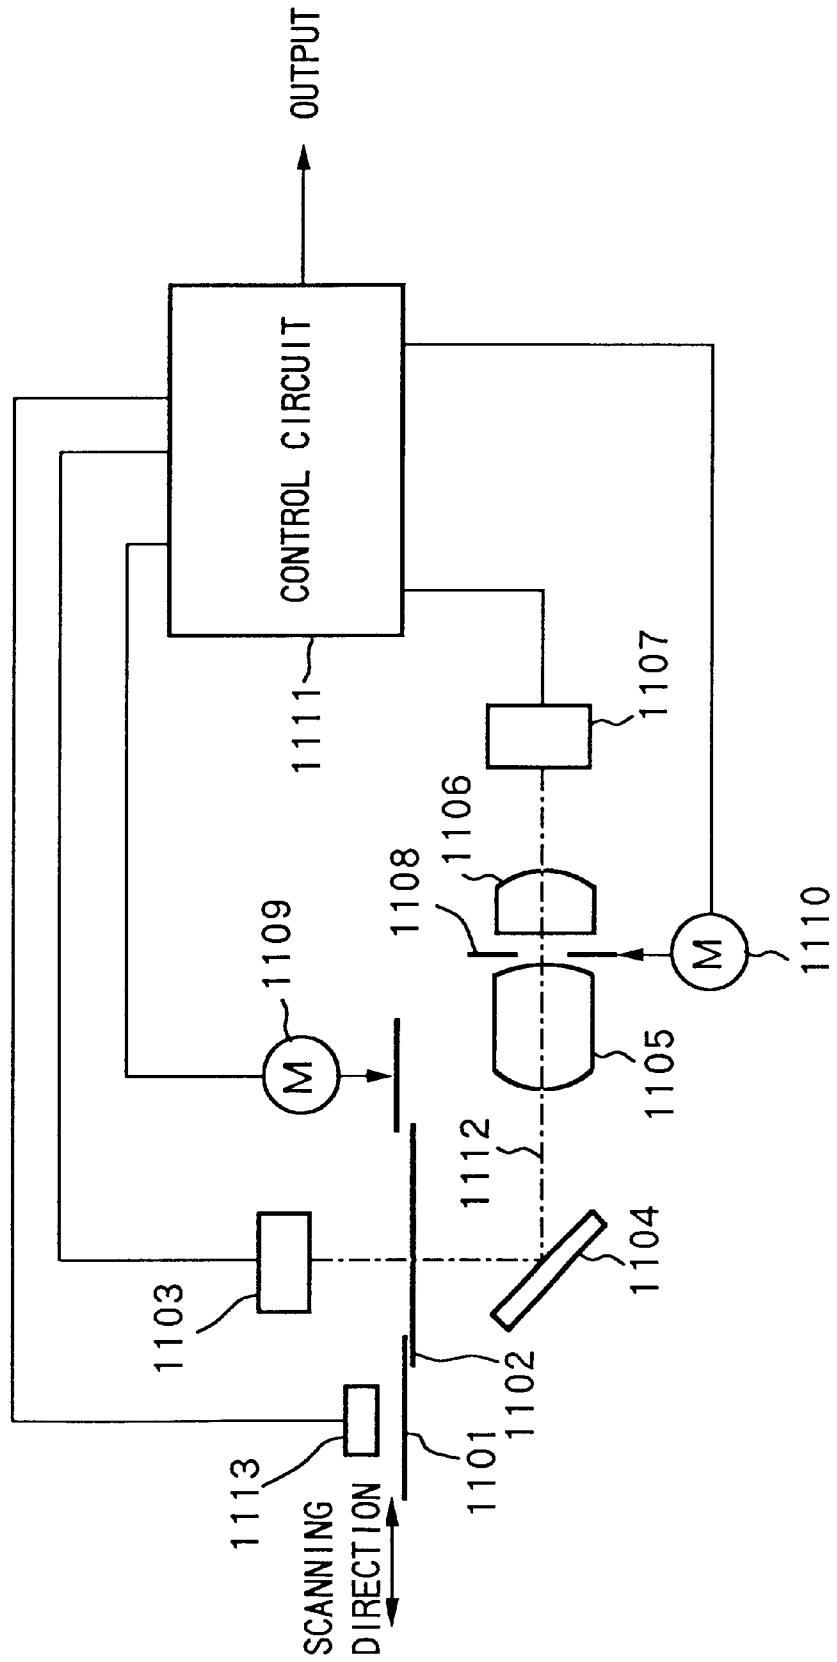 OUTPUT
CONTROL CIRCUIT
1111
1107
1106
1108
1110
M
1109
M
1105
1112
1104
1103
1102
1101
1113
SCANNING
DIRECTION